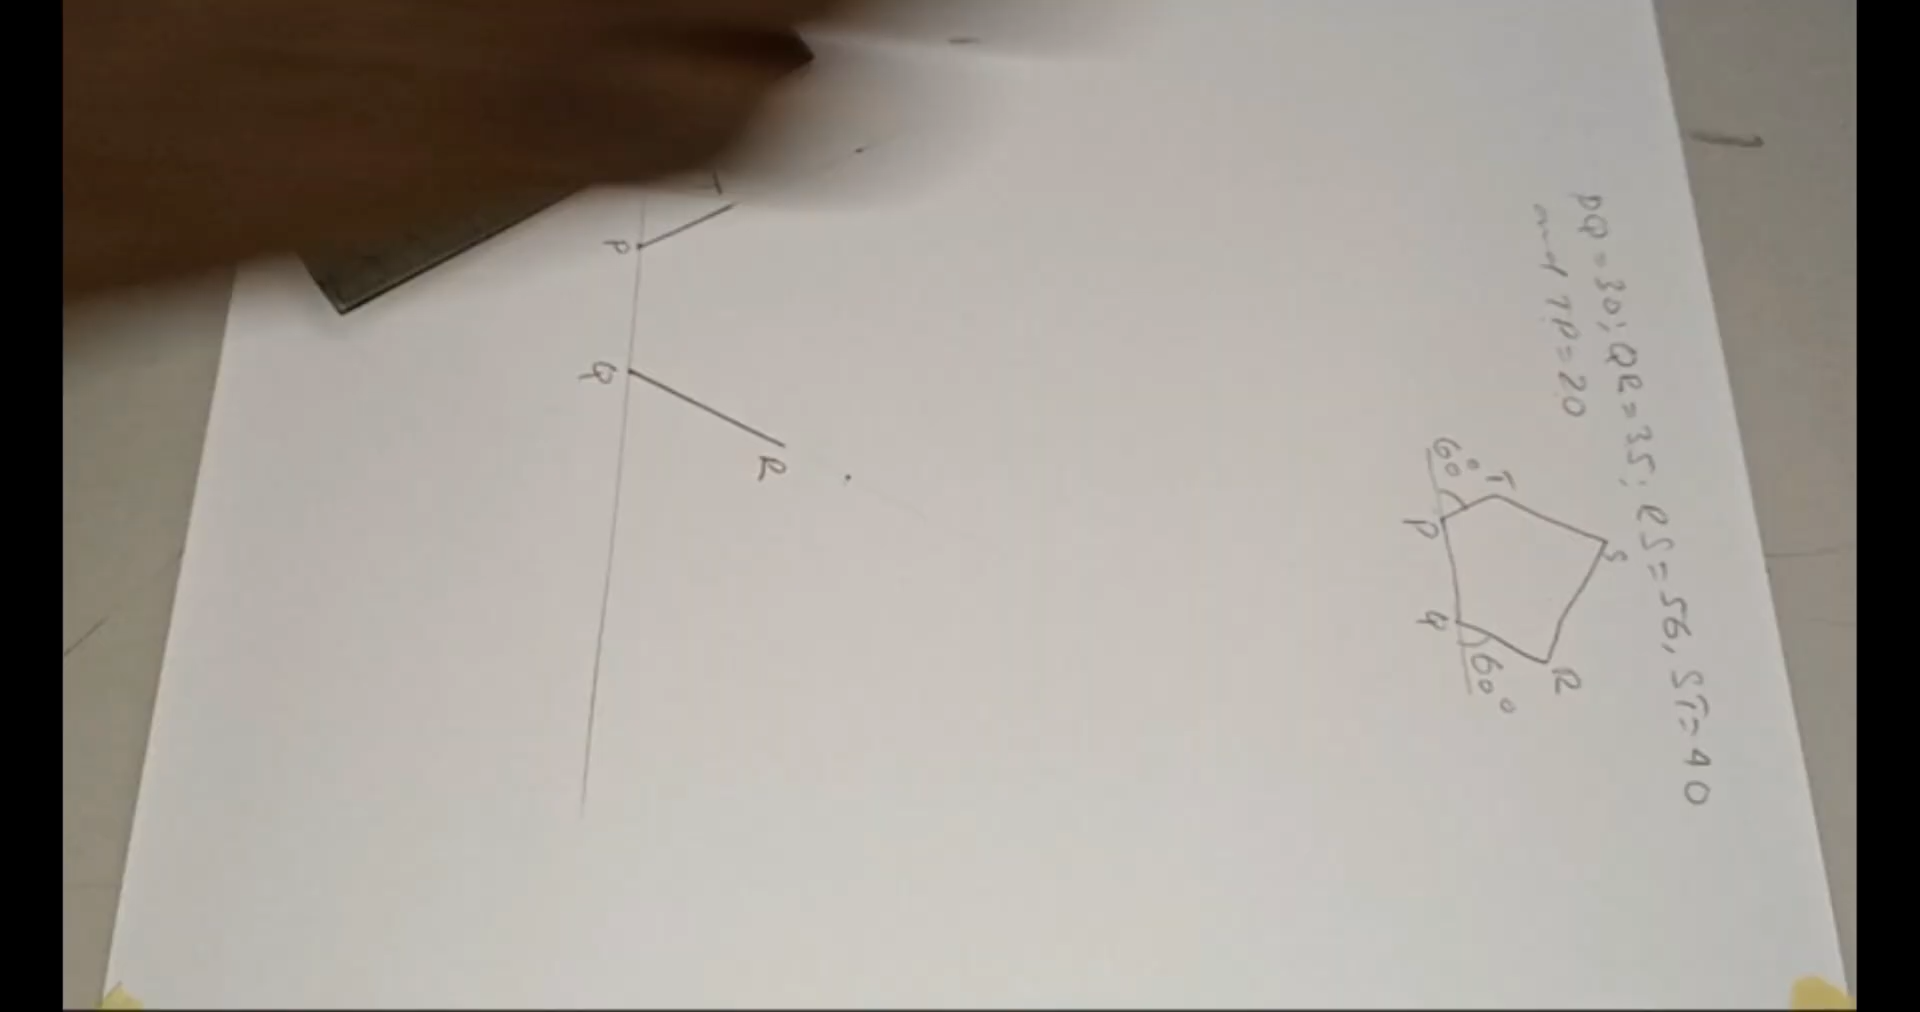 PQ = 30; QR = 35; RS = 56, ST = 40
and TP = 20
60°
T
S
P
Q
R
60°
T
P
Q
R